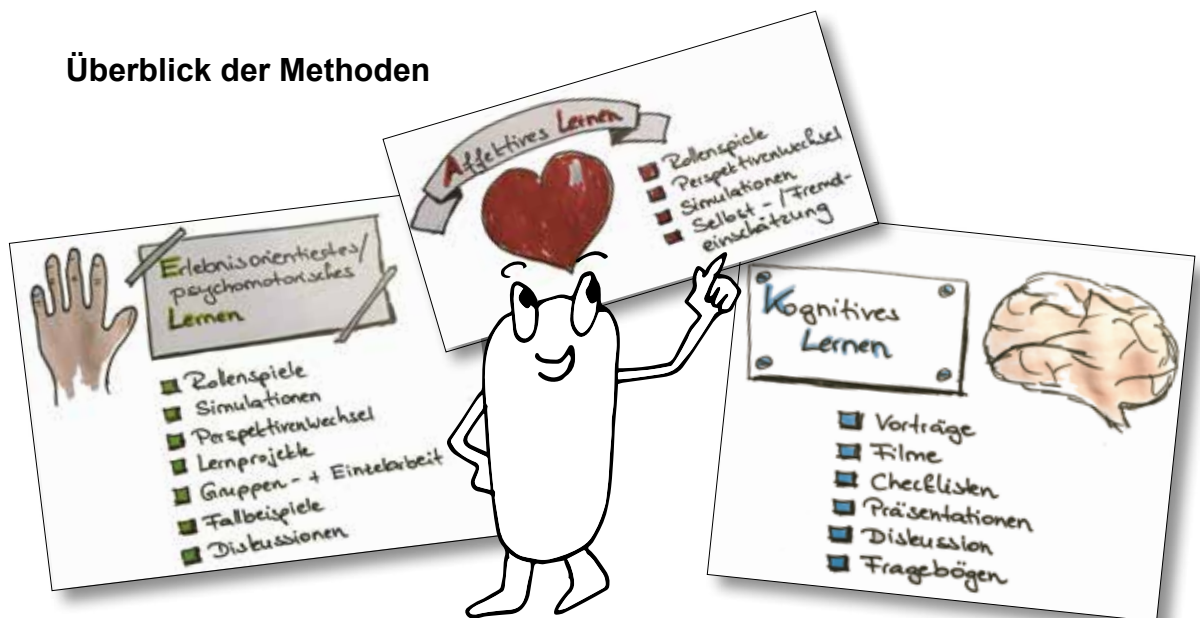 Überblick der Methoden
Erlebnisorientiertes/
psychomotorisches
Lernen
Rollenspiele
Simulationen
Perspektivenwechsel
Lernprojekte
Gruppen- + Einzelarbeit
Fallbeispiele
Diskussionen
Affektives Lernen
Rollenspiele
Perspektivenwechsel
Simulationen
Selbst-/Fremd-
einschätzung
Kognitives
Lernen
Vorträge
Filme
Checklisten
Präsentationen
Diskussion
Fragebögen